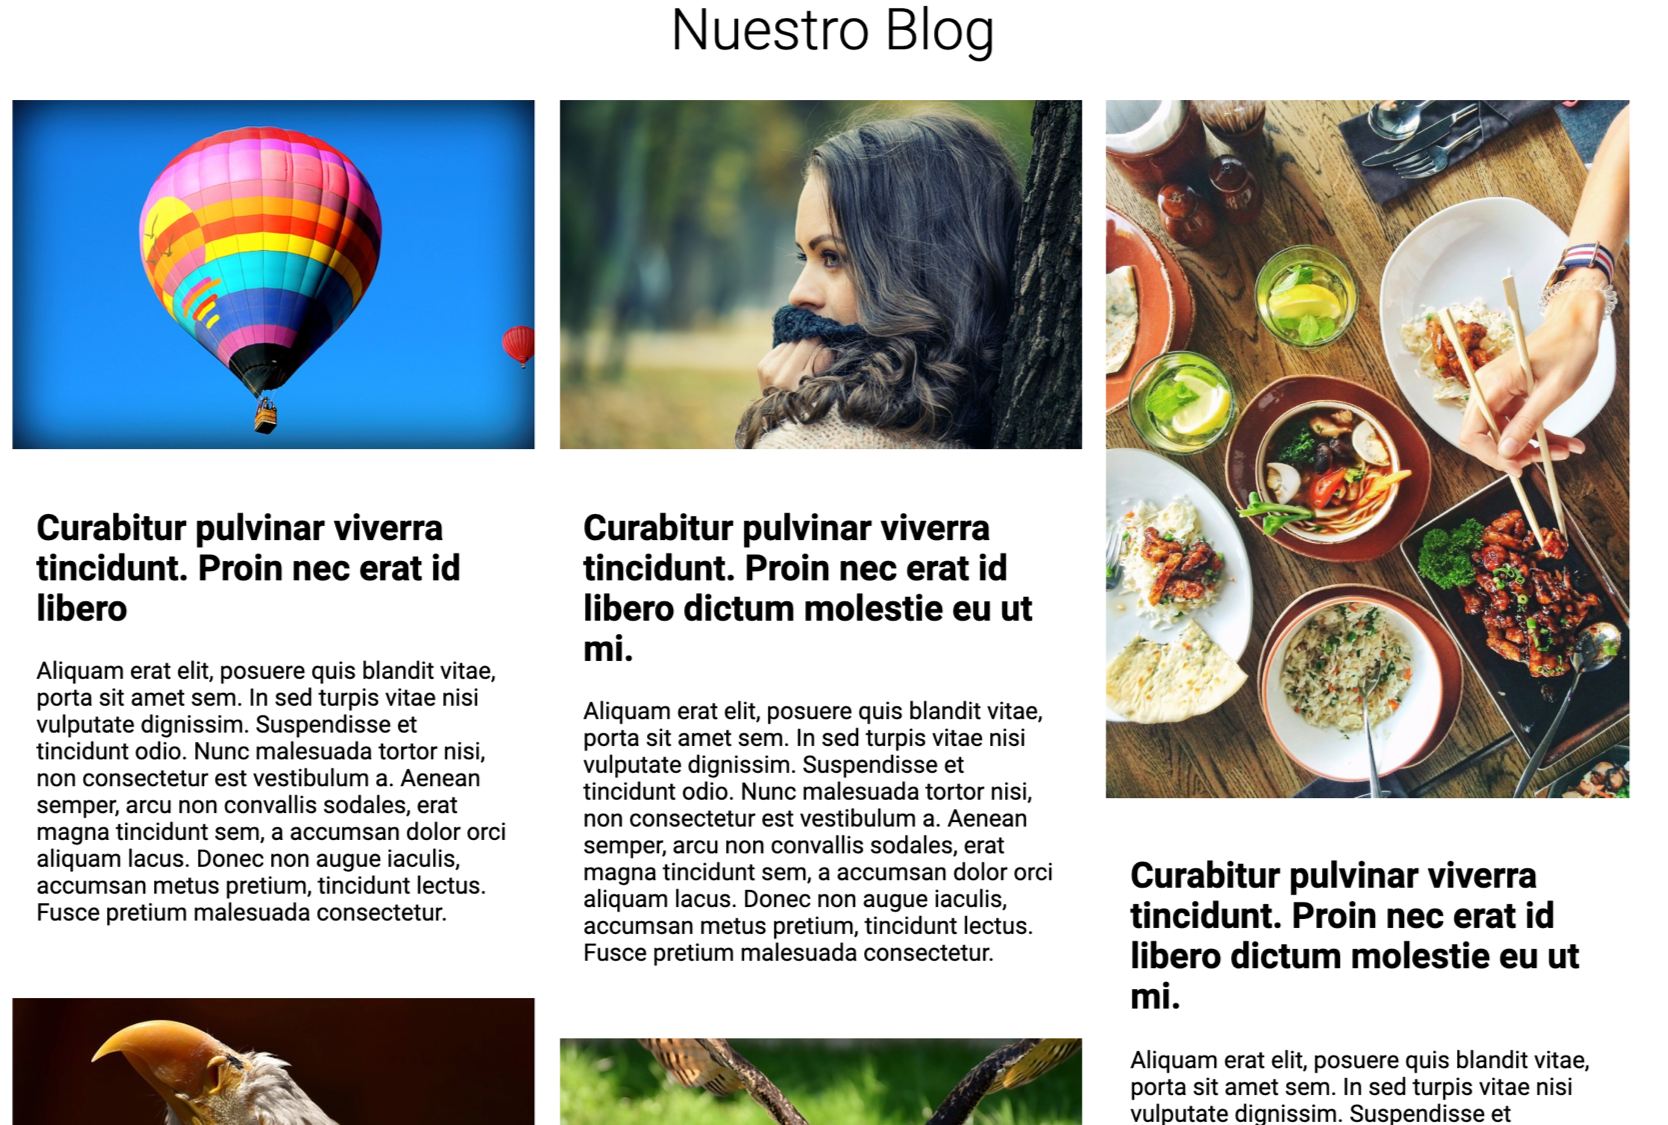 Nuestro Blog
Curabitur pulvinar viverra
tincidunt. Proin nec erat id
libero
Aliquam erat elit, posuere quis blandit vitae,
porta sit amet sem. In sed turpis vitae nisi
vulputate dignissim. Suspendisse et
tincidunt odio. Nunc malesuada tortor nisi,
non consectetur est vestibulum a. Aenean
semper, arcu non convallis sodales, erat
magna tincidunt sem, a accumsan dolor orci
aliquam lacus. Donec non augue iaculis,
accumsan metus pretium, tincidunt lectus.
Fusce pretium malesuada consectetur.
Curabitur pulvinar viverra
tincidunt. Proin nec erat id
libero dictum molestie eu ut
mi.
Aliquam erat elit, posuere quis blandit vitae,
porta sit amet sem. In sed turpis vitae nisi
vulputate dignissim. Suspendisse et
tincidunt odio. Nunc malesuada tortor nisi,
non consectetur est vestibulum a. Aenean
semper, arcu non convallis sodales, erat
magna tincidunt sem, a accumsan dolor orci
aliquam lacus. Donec non augue iaculis,
accumsan metus pretium, tincidunt lectus.
Fusce pretium malesuada consectetur.
Curabitur pulvinar viverra
tincidunt. Proin nec erat id
libero dictum molestie eu ut
mi.
Aliquam erat elit, posuere quis blandit vitae,
porta sit amet sem. In sed turpis vitae nisi
vulputate dignissim. Suspendisse et